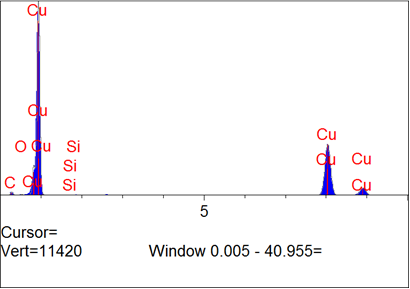 Cu
Cu
O Cu Si
Si
C Cu Si
Cu
Cu Cu
Cu
5
Cursor=
Vert=11420 Window 0.005 - 40.955=